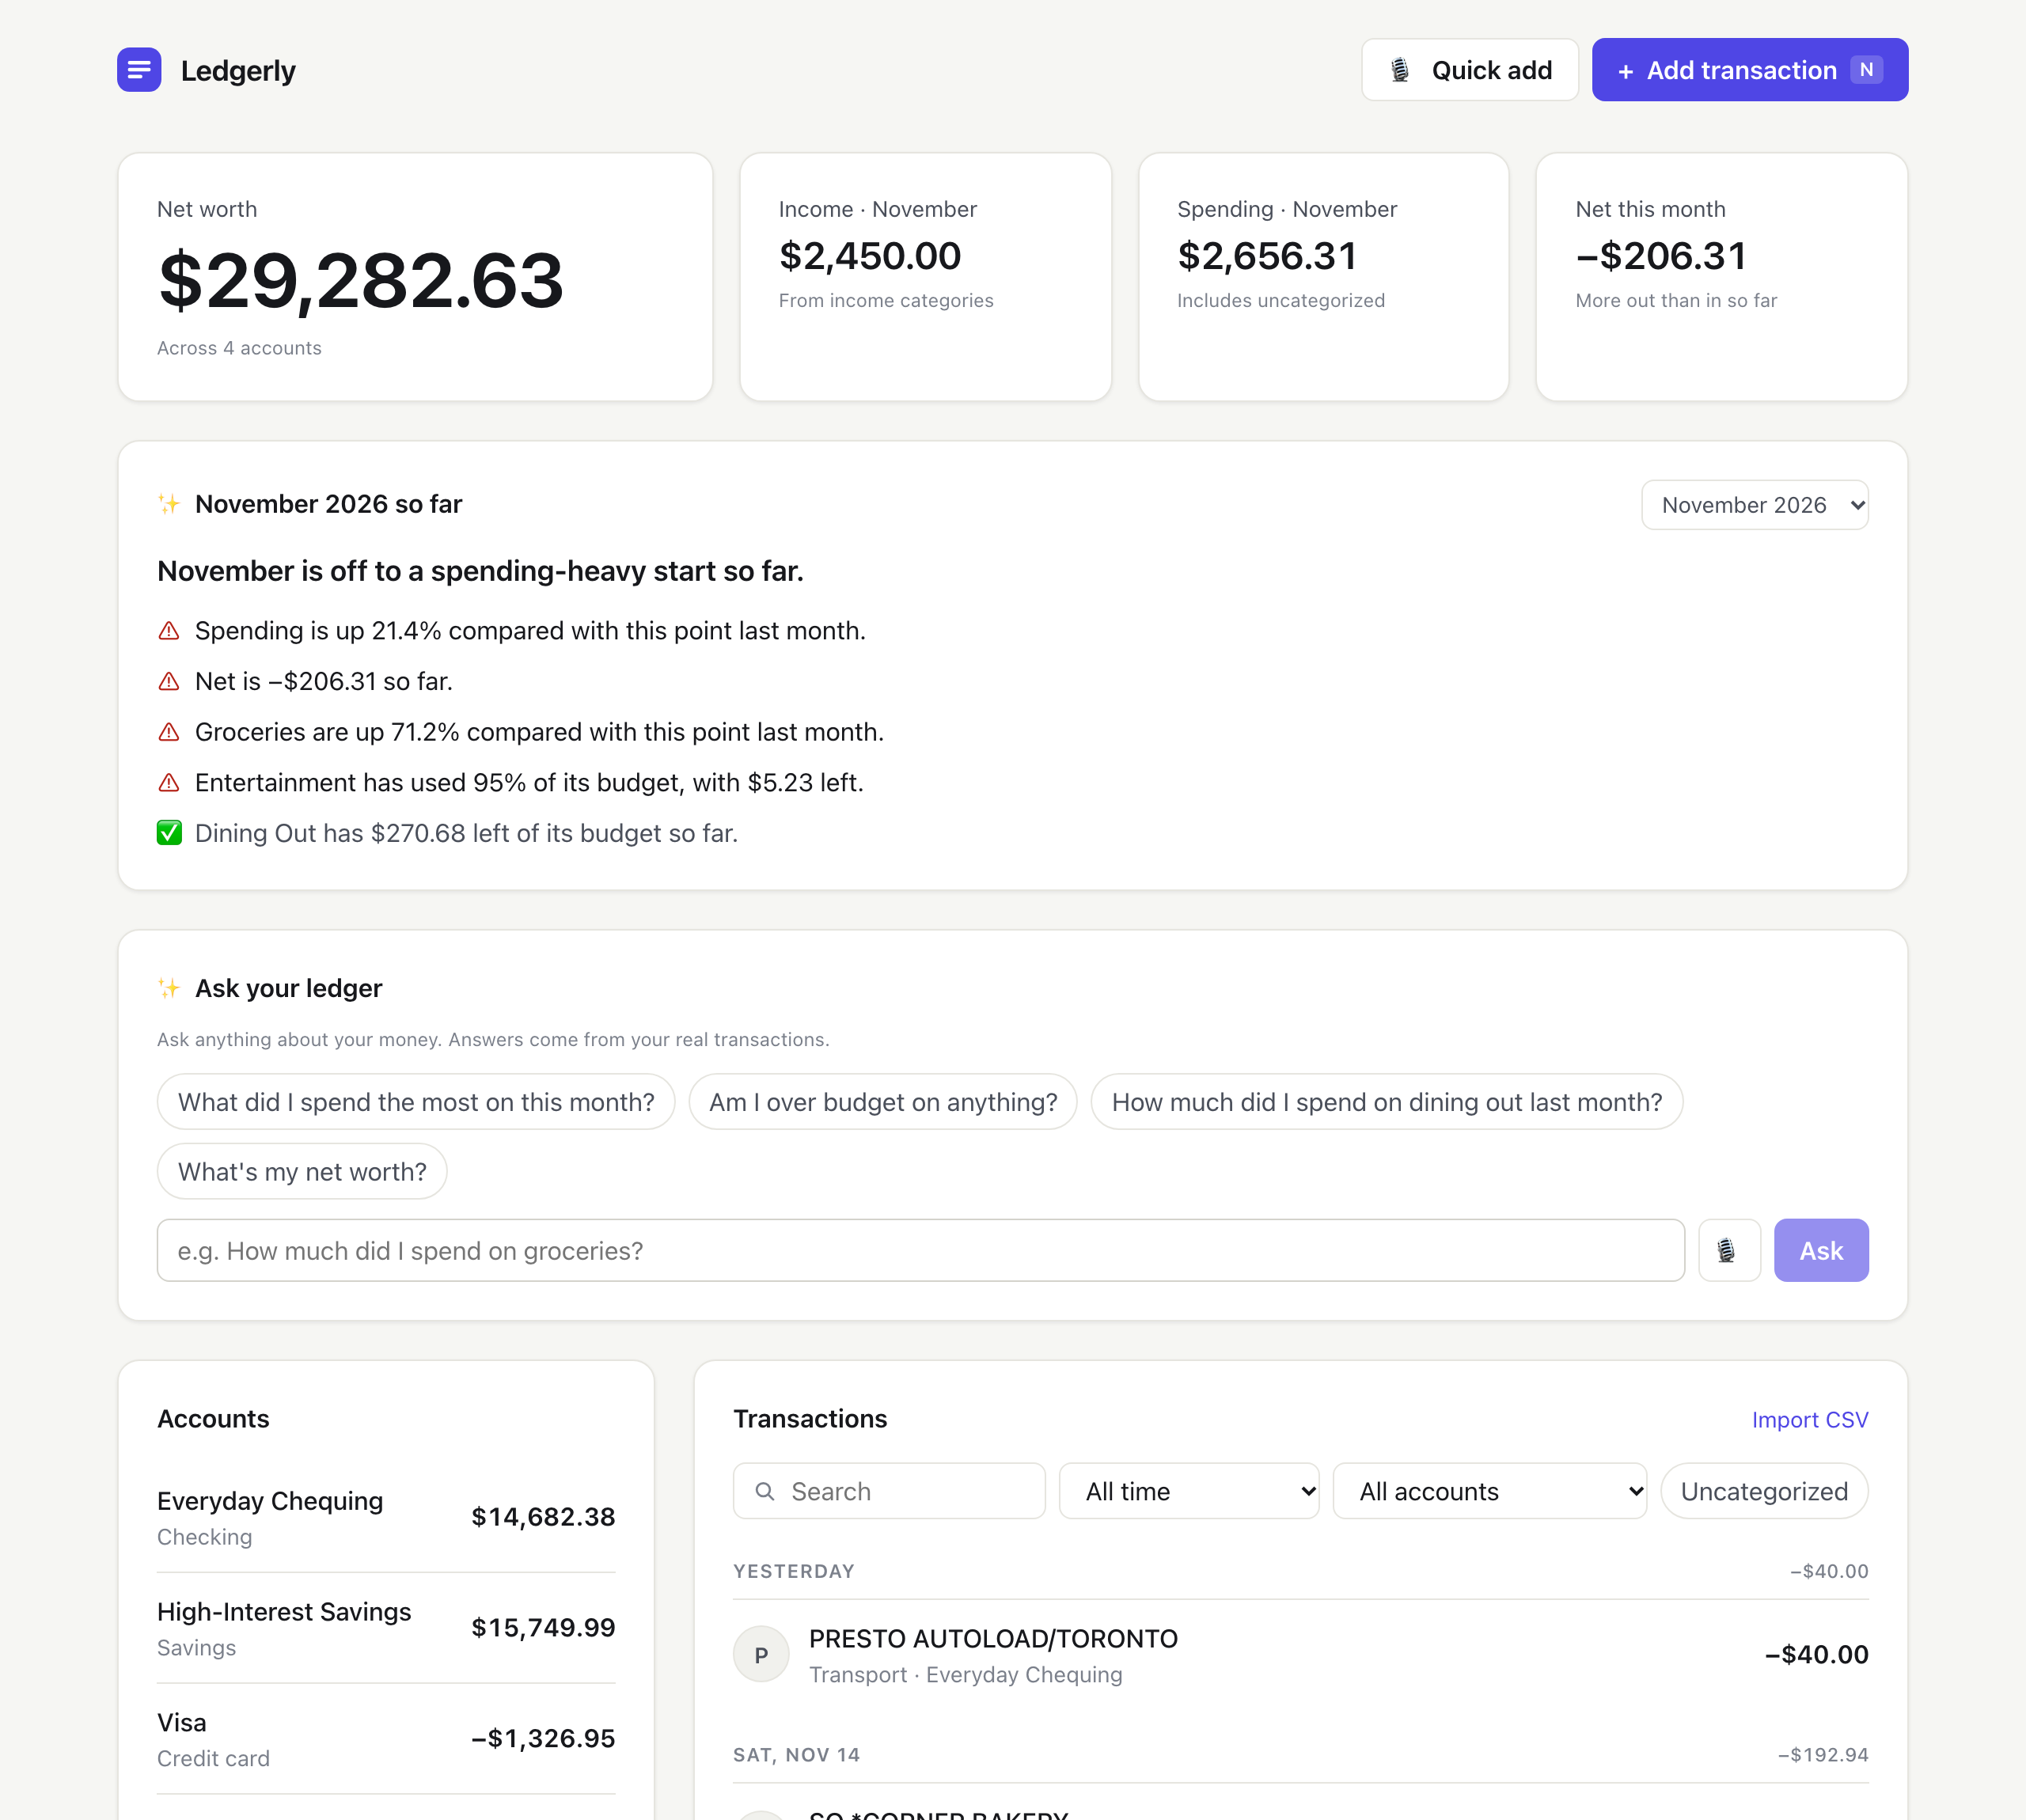 Ledgerly
Quick add
+ Add transaction N
Net worth
$29,282.63
Across 4 accounts
Income · November
$2,450.00
From income categories
Spending · November
$2,656.31
Includes uncategorized
Net this month
−$206.31
More out than in so far
✨ November 2026 so far
November 2026
November is off to a spending-heavy start so far.
⚠ Spending is up 21.4% compared with this point last month.
⚠ Net is −$206.31 so far.
⚠ Groceries are up 71.2% compared with this point last month.
⚠ Entertainment has used 95% of its budget, with $5.23 left.
✅ Dining Out has $270.68 left of its budget so far.
✨ Ask your ledger
Ask anything about your money. Answers come from your real transactions.
What did I spend the most on this month?
Am I over budget on anything?
How much did I spend on dining out last month?
What's my net worth?
e.g. How much did I spend on groceries?
Ask
Accounts
Everyday Chequing
Checking
$14,682.38
High-Interest Savings
Savings
$15,749.99
Visa
Credit card
−$1,326.95
Transactions
Import CSV
Search
All time
All accounts
Uncategorized
YESTERDAY
−$40.00
P
PRESTO AUTOLOAD/TORONTO
Transport · Everyday Chequing
−$40.00
SAT, NOV 14
−$192.94
SQ *CORNER BAKERY